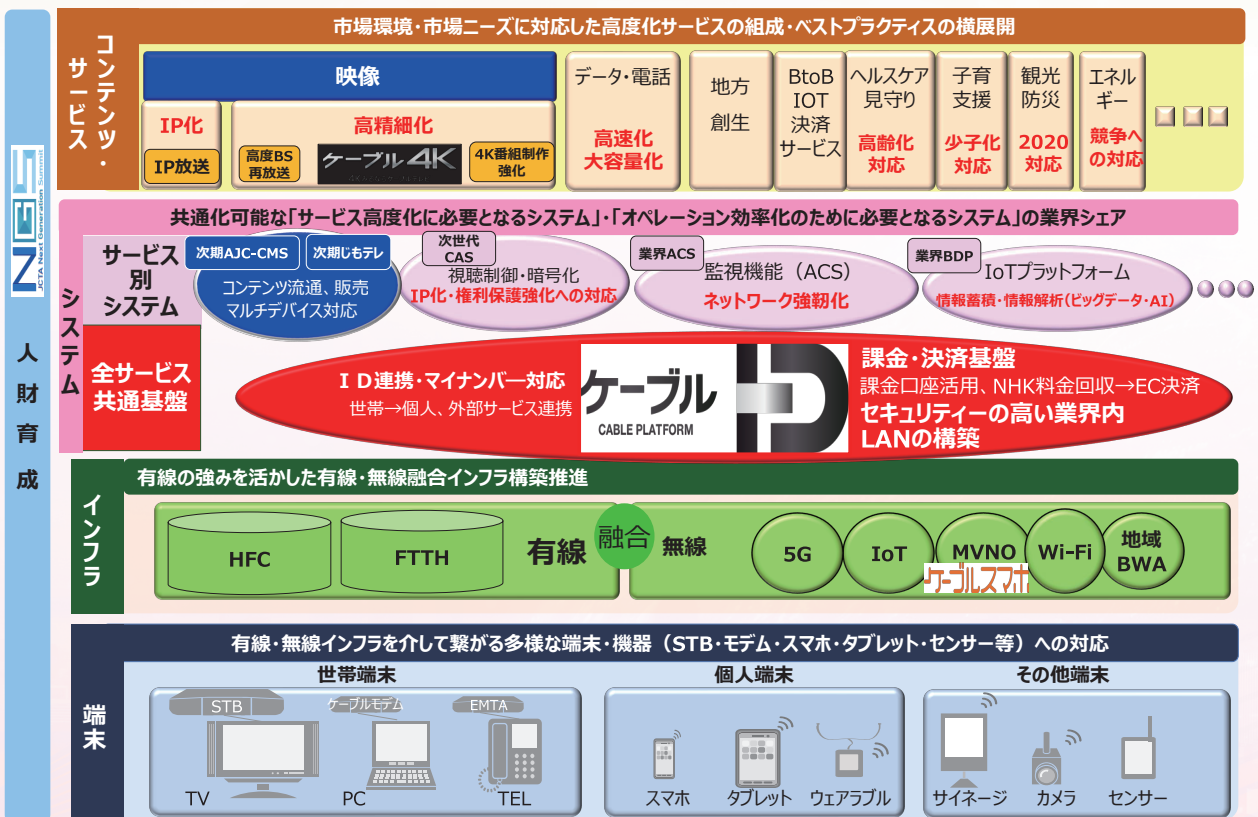 市場環境・市場ニーズに対応した高度化サービスの組成・ベストプラクティスの横展開
コンテンツ・
サービス
映像
IP化
IP放送
高精細化
高度BS
再放送
ケーブル4K
4K番組制作
強化
データ・電話
高速化
大容量化
地方
創生
BtoB
IOT
決済
サービス
ヘルスケア
見守り
高齢化
対応
子育
支援
少子化
対応
観光
防災
2020
対応
エネル
ギー
競争へ
の対応
NGS
JCTA Next Generation Summit
人財育成
共通化可能な「サービス高度化に必要となるシステム」・「オペレーション効率化のために必要となるシステム」の業界シェア
システム
サービス
別
システム
次期AJC-CMS
次期じもテレ
コンテンツ流通、販売
マルチデバイス対応
次世代
CAS
視聴制御・暗号化
IP化・権利保護強化への対応
業界ACS
監視機能（ACS）
ネットワーク強靭化
業界BDP
IoTプラットフォーム
情報蓄積・情報解析（ビッグデータ・AI）
全サービス
共通基盤
ＩＤ連携・マイナンバー対応
世帯→個人、外部サービス連携
ケーブル
CABLE PLATFORM
ID
課金・決済基盤
課金口座活用、NHK料金回収→EC決済
セキュリティーの高い業界内
LANの構築
インフラ
有線の強みを活かした有線・無線融合インフラ構築推進
HFC
FTTH
有線
融合
無線
5G
IoT
MVNO
ケーブルスマホ
Wi-Fi
地域
BWA
端末
有線・無線インフラを介して繋がる多様な端末・機器（STB・モデム・スマホ・タブレット・センサー等）への対応
世帯端末
STB
ケーブルモデム
EMTA
TV
PC
TEL
個人端末
スマホ
タブレット
ウェアラブル
その他端末
サイネージ
カメラ
センサー